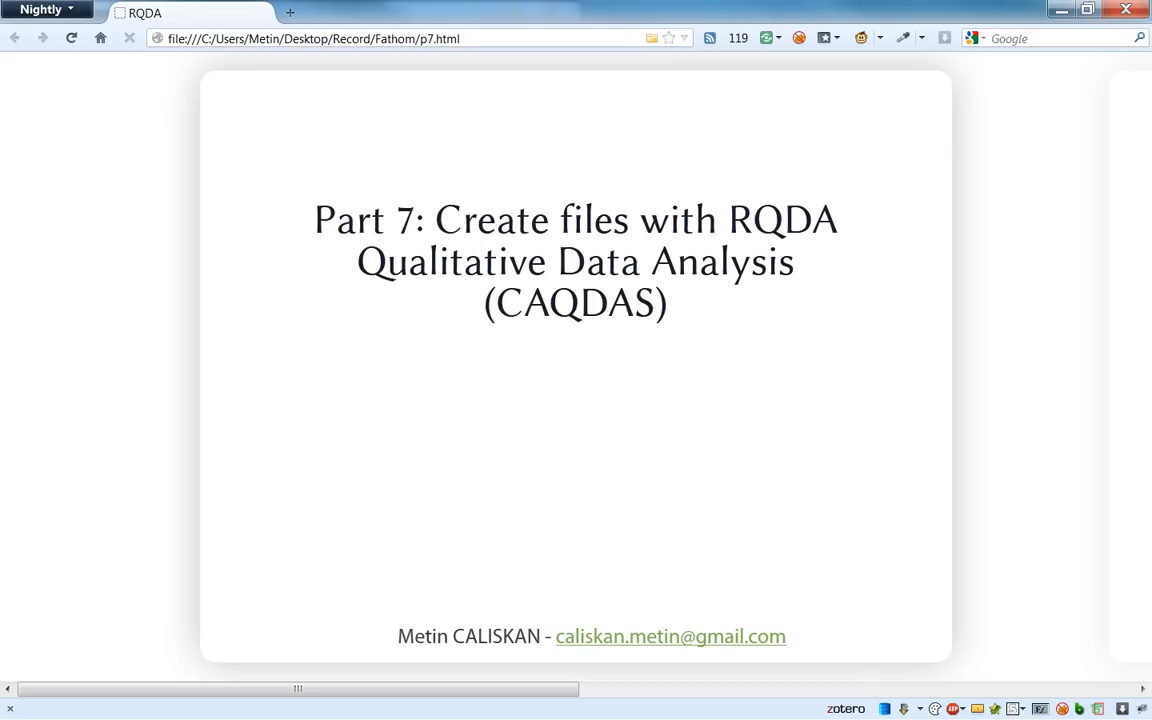 Nightly
RQDA
file:///C:/Users/Metin/Desktop/Record/Fathom/p7.html
119
Google
Part 7: Create files with RQDA
Qualitative Data Analysis
(CAQDAS)
Metin CALISKAN - caliskan.metin@gmail.com
zotero